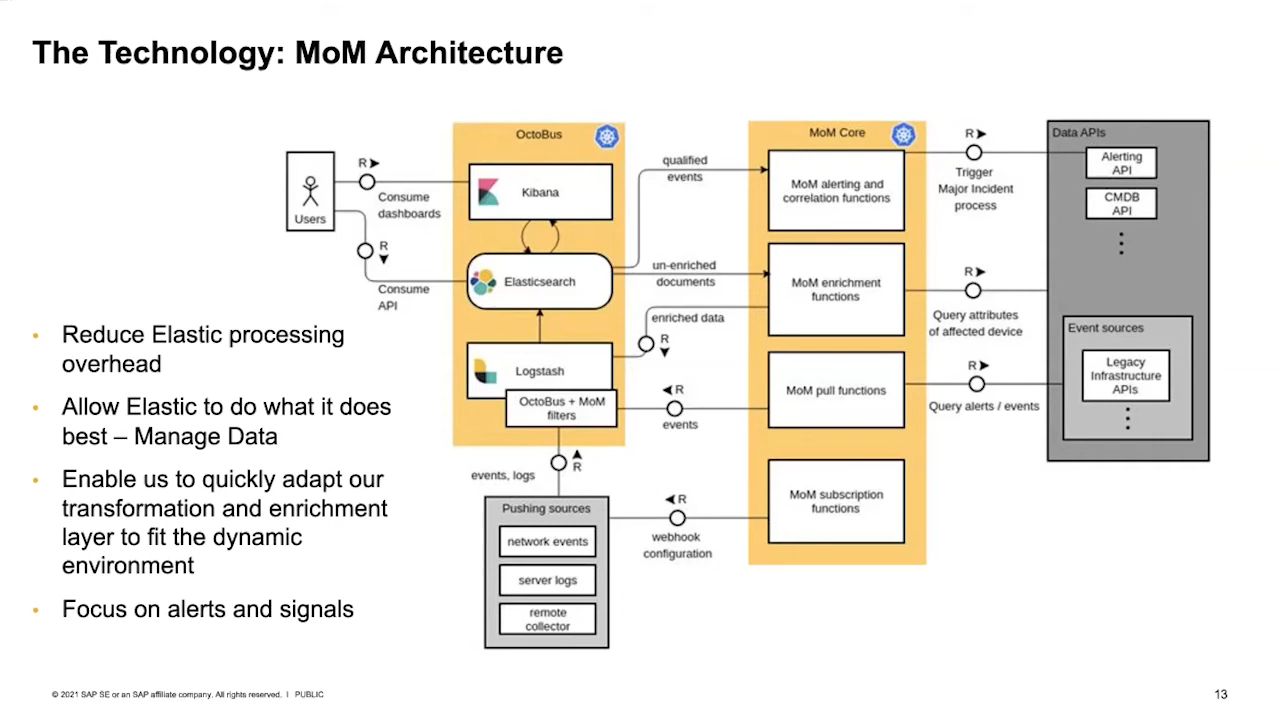 The Technology: MoM Architecture
Reduce Elastic processing
overhead
Allow Elastic to do what it does
best – Manage Data
Enable us to quickly adapt our
transformation and enrichment
layer to fit the dynamic
environment
Focus on alerts and signals
Users
R
Consume
dashboards
R
Consume
API
OctoBus
Kibana
Elasticsearch
Logstash
OctoBus + MoM
filters
events, logs
R
Pushing sources
network events
server logs
remote
collector
qualified
events
un-enriched
documents
enriched data
R
R
events
R
webhook
configuration
MoM Core
MoM alerting and
correlation functions
MoM enrichment
functions
MoM pull functions
MoM subscription
functions
R
Trigger
Major Incident
process
R
Query attributes
of affected device
R
Query alerts / events
Data APIs
Alerting
API
CMDB
API
Event sources
Legacy
Infrastructure
APIs
© 2021 SAP SE or an SAP affiliate company. All rights reserved. I PUBLIC
13